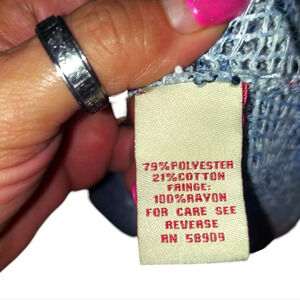 79% POLYESTER
21% COTTON
FRINGE:
100% RAYON
FOR CARE SEE
REVERSE
RN 58909